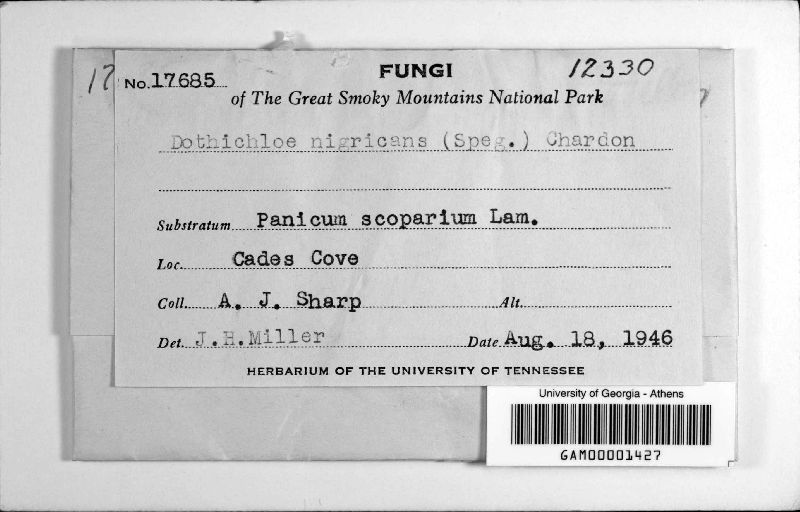 17
No. 17685 FUNGI 12330
of The Great Smoky Mountains National Park
Dothichloe nigricans (Speg.) Chardon
Substratum Panicum scoparium Lam.
Loc. Cades Cove
Coll. A. J. Sharp Alt.
Det. J.H.Miller Date Aug. 18, 1946
HERBARIUM OF THE UNIVERSITY OF TENNESSEE
University of Georgia - Athens
GAM00001427